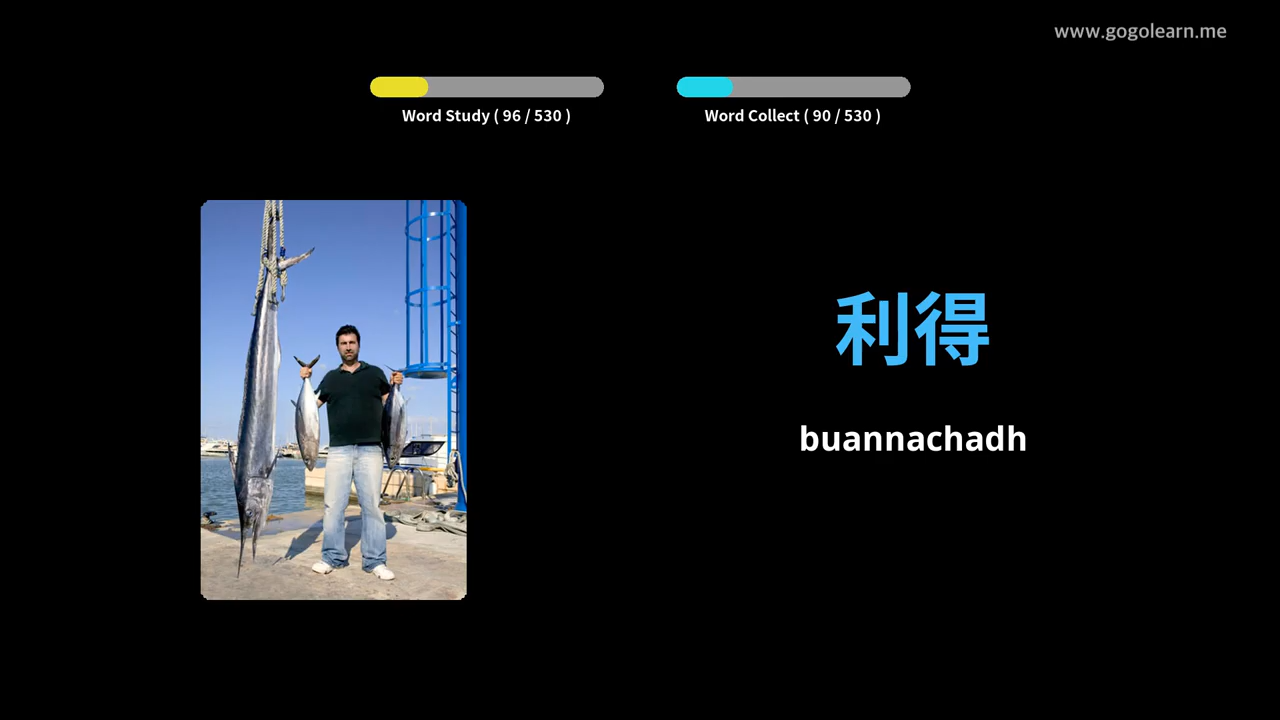 www.gogolearn.me
Word Study ( 96 / 530 )
Word Collect ( 90 / 530 )
利得
buannachadh